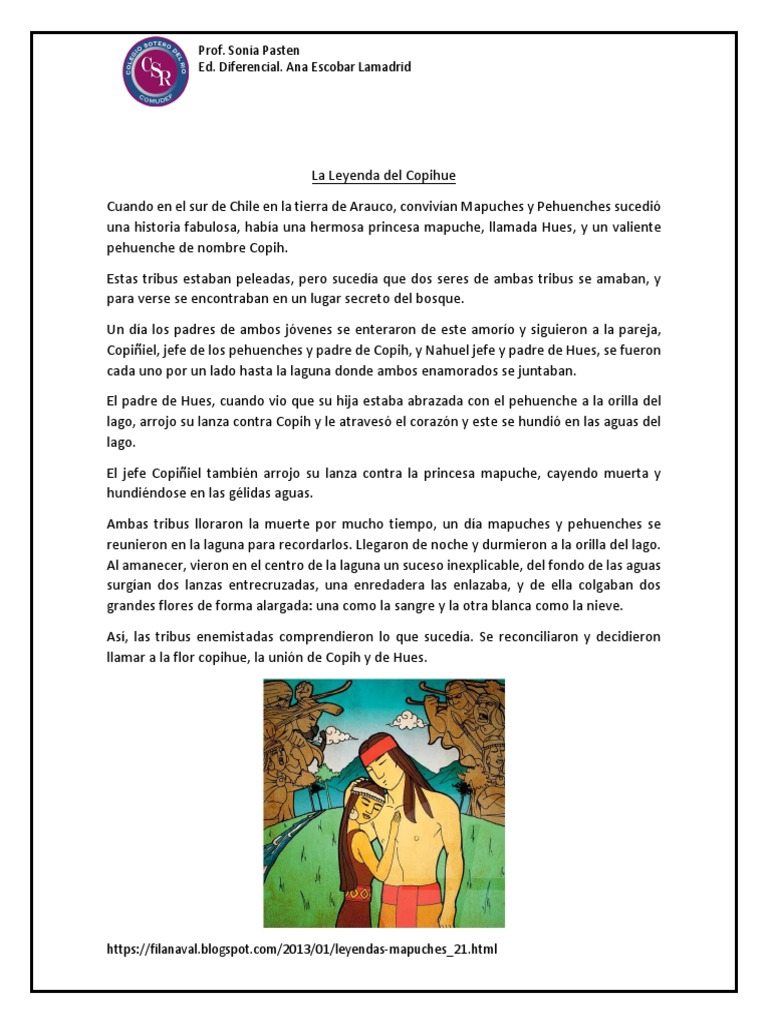 COLEGIO BOTERO DEL RIO
CSR
COMUDEF
Prof. Sonia Pasten
Ed. Diferencial. Ana Escobar Lamadrid
La Leyenda del Copihue
Cuando en el sur de Chile en la tierra de Arauco, convivían Mapuches y Pehuenches sucedió
una historia fabulosa, había una hermosa princesa mapuche, llamada Hues, y un valiente
pehuenche de nombre Copih.
Estas tribus estaban peleadas, pero sucedía que dos seres de ambas tribus se amaban, y
para verse se encontraban en un lugar secreto del bosque.
Un día los padres de ambos jóvenes se enteraron de este amorío y siguieron a la pareja,
Copiñiel, jefe de los pehuenches y padre de Copih, y Nahuel jefe y padre de Hues, se fueron
cada uno por un lado hasta la laguna donde ambos enamorados se juntaban.
El padre de Hues, cuando vio que su hija estaba abrazada con el pehuenche a la orilla del
lago, arrojo su lanza contra Copih y le atravesó el corazón y este se hundió en las aguas del
lago.
El jefe Copiñiel también arrojo su lanza contra la princesa mapuche, cayendo muerta y
hundiéndose en las gélidas aguas.
Ambas tribus lloraron la muerte por mucho tiempo, un día mapuches y pehuenches se
reunieron en la laguna para recordarlos. Llegaron de noche y durmieron a la orilla del lago.
Al amanecer, vieron en el centro de la laguna un suceso inexplicable, del fondo de las aguas
surgían dos lanzas entrecruzadas, una enredadera las enlazaba, y de ella colgaban dos
grandes flores de forma alargada: una como la sangre y la otra blanca como la nieve.
Así, las tribus enemistadas comprendieron lo que sucedía. Se reconciliaron y decidieron
llamar a la flor copihue, la unión de Copih y de Hues.
https://filanaval.blogspot.com/2013/01/leyendas-mapuches_21.html